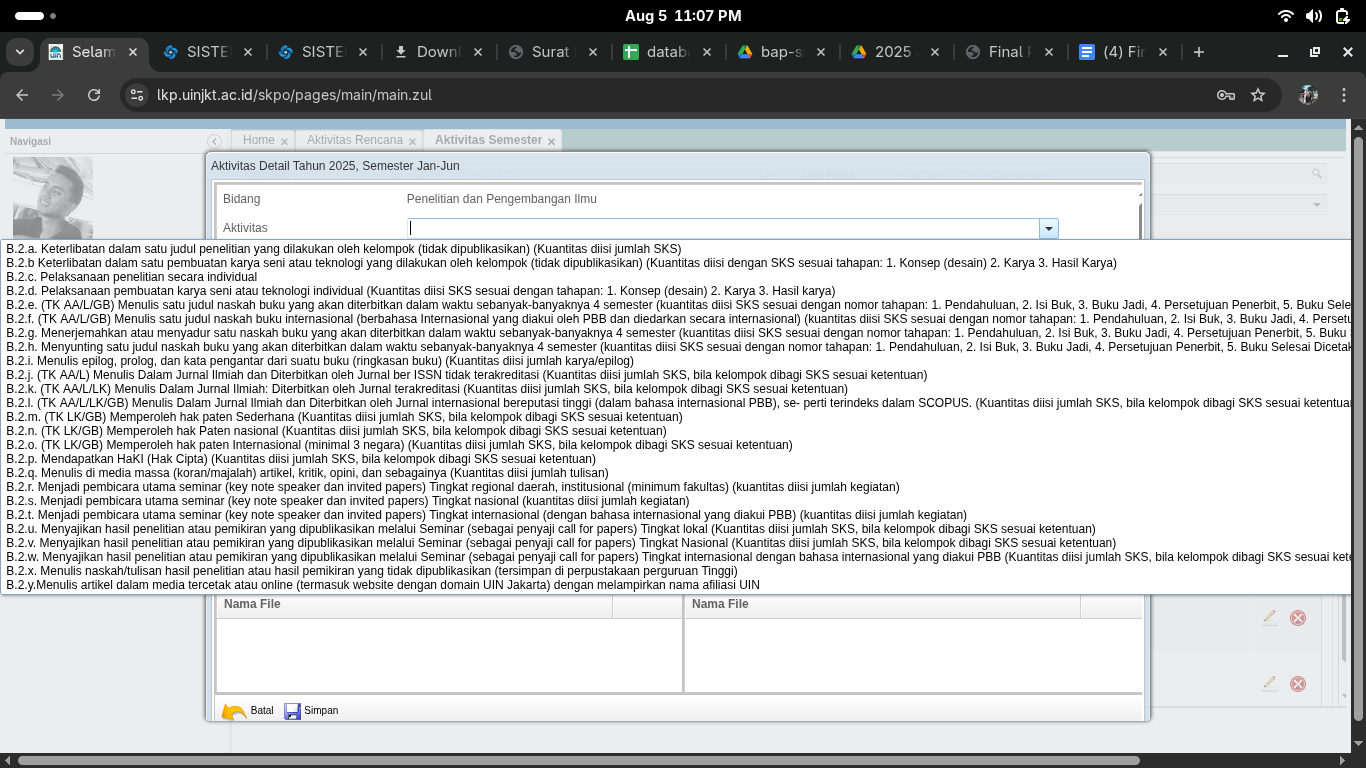 Aug 5 11:07 PM
Selam
SISTE
SISTE
Downl
Surat
datab
bap-s
2025
Final
(4) Fir
lkp.uinjkt.ac.id/skpo/pages/main/main.zul
Navigasi
Home
Aktivitas Rencana
Aktivitas Semester
Aktivitas Detail Tahun 2025, Semester Jan-Jun
Bidang
Penelitian dan Pengembangan Ilmu
Aktivitas
B.2.a. Keterlibatan dalam satu judul penelitian yang dilakukan oleh kelompok (tidak dipublikasikan) (Kuantitas diisi jumlah SKS)
B.2.b Keterlibatan dalam satu pembuatan karya seni atau teknologi yang dilakukan oleh kelompok (tidak dipublikasikan) (Kuantitas diisi dengan SKS sesuai tahapan: 1. Konsep (desain) 2. Karya 3. Hasil Karya)
B.2.c. Pelaksanaan penelitian secara individual
B.2.d. Pelaksanaan pembuatan karya seni atau teknologi individual (Kuantitas diisi SKS sesuai dengan tahapan: 1. Konsep (desain) 2. Karya 3. Hasil karya)
B.2.e. (TK AA/L/GB) Menulis satu judul naskah buku yang akan diterbitkan dalam waktu sebanyak-banyaknya 4 semester (kuantitas diisi SKS sesuai dengan nomor tahapan: 1. Pendahuluan, 2. Isi Buk, 3. Buku Jadi, 4. Persetujuan Penerbit, 5. Buku Sele
B.2.f. (TK AA/L/GB) Menulis satu judul naskah buku internasional (berbahasa Internasional yang diakui oleh PBB dan diedarkan secara internasional) (kuantitas diisi SKS sesuai dengan nomor tahapan: 1. Pendahuluan, 2. Isi Buk, 3. Buku Jadi, 4. Persetu
B.2.g. Menerjemahkan atau menyadur satu naskah buku yang akan diterbitkan dalam waktu sebanyak-banyaknya 4 semester (kuantitas diisi SKS sesuai dengan nomor tahapan: 1. Pendahuluan, 2. Isi Buk, 3. Buku Jadi, 4. Persetujuan Penerbit, 5. Buku
B.2.h. Menyunting satu judul naskah buku yang akan diterbitkan dalam waktu sebanyak-banyaknya 4 semester (kuantitas diisi SKS sesuai dengan nomor tahapan: 1. Pendahuluan, 2. Isi Buk, 3. Buku Jadi, 4. Persetujuan Penerbit, 5. Buku Selesai Dicetak
B.2.i. Menulis epilog, prolog, dan kata pengantar dari suatu buku (ringkasan buku) (Kuantitas diisi jumlah karya/epilog)
B.2.j. (TK AA/L) Menulis Dalam Jurnal Ilmiah dan Diterbitkan oleh Jurnal ber ISSN tidak terakreditasi (Kuantitas diisi jumlah SKS, bila kelompok dibagi SKS sesuai ketentuan)
B.2.k. (TK AA/L/LK) Menulis Dalam Jurnal Ilmiah: Diterbitkan oleh Jurnal terakreditasi (Kuantitas diisi jumlah SKS, bila kelompok dibagi SKS sesuai ketentuan)
B.2.l. (TK AA/L/LK/GB) Menulis Dalam Jurnal Ilmiah dan Diterbitkan oleh Jurnal internasional bereputasi tinggi (dalam bahasa internasional PBB), se- perti terindeks dalam SCOPUS. (Kuantitas diisi jumlah SKS, bila kelompok dibagi SKS sesuai ketentuan
B.2.m. (TK LK/GB) Memperoleh hak paten Sederhana (Kuantitas diisi jumlah SKS, bila kelompok dibagi SKS sesuai ketentuan)
B.2.n. (TK LK/GB) Memperoleh hak Paten nasional (Kuantitas diisi jumlah SKS, bila kelompok dibagi SKS sesuai ketentuan)
B.2.o. (TK LK/GB) Memperoleh hak paten Internasional (minimal 3 negara) (Kuantitas diisi jumlah SKS, bila kelompok dibagi SKS sesuai ketentuan)
B.2.p. Mendapatkan HaKI (Hak Cipta) (Kuantitas diisi jumlah SKS, bila kelompok dibagi SKS sesuai ketentuan)
B.2.q. Menulis di media massa (koran/majalah) artikel, kritik, opini, dan sebagainya (Kuantitas diisi jumlah tulisan)
B.2.r. Menjadi pembicara utama seminar (key note speaker dan invited papers) Tingkat regional daerah, institusional (minimum fakultas) (kuantitas diisi jumlah kegiatan)
B.2.s. Menjadi pembicara utama seminar (key note speaker dan invited papers) Tingkat nasional (kuantitas diisi jumlah kegiatan)
B.2.t. Menjadi pembicara utama seminar (key note speaker dan invited papers) Tingkat internasional (dengan bahasa internasional yang diakui PBB) (kuantitas diisi jumlah kegiatan)
B.2.u. Menyajikan hasil penelitian atau pemikiran yang dipublikasikan melalui Seminar (sebagai penyaji call for papers) Tingkat lokal (Kuantitas diisi jumlah SKS, bila kelompok dibagi SKS sesuai ketentuan)
B.2.v. Menyajikan hasil penelitian atau pemikiran yang dipublikasikan melalui Seminar (sebagai penyaji call for papers) Tingkat Nasional (Kuantitas diisi jumlah SKS, bila kelompok dibagi SKS sesuai ketentuan)
B.2.w. Menyajikan hasil penelitian atau pemikiran yang dipublikasikan melalui Seminar (sebagai penyaji call for papers) Tingkat internasional dengan bahasa internasional yang diakui PBB (Kuantitas diisi jumlah SKS, bila kelompok dibagi SKS sesuai kete
B.2.x. Menulis naskah/tulisan hasil penelitian atau hasil pemikiran yang tidak dipublikasikan (tersimpan di perpustakaan perguruan Tinggi)
B.2.y.Menulis artikel dalam media tercetak atau online (termasuk website dengan domain UIN Jakarta) dengan melampirkan nama afiliasi UIN
Nama File
Nama File
Batal
Simpan